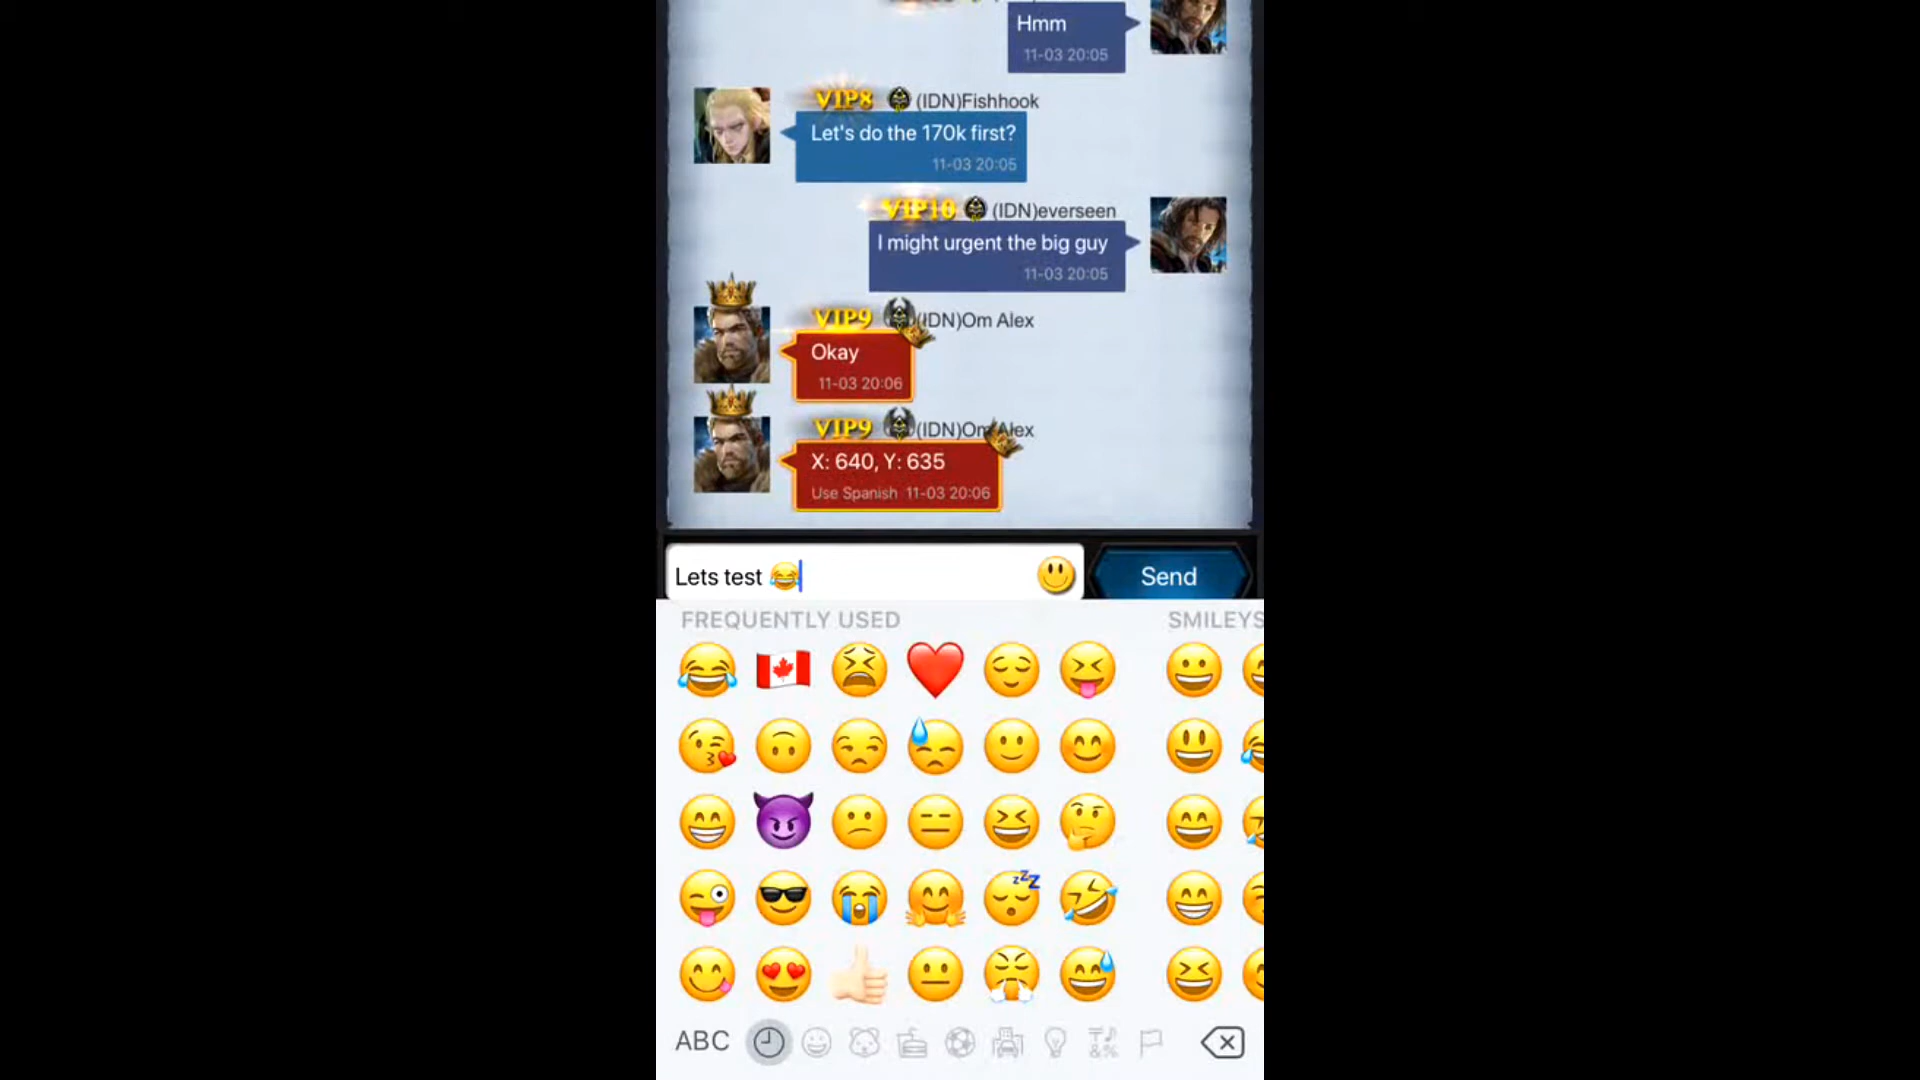 Hmm
11-03 20:05
VIP8 (IDN)Fishhook
Let's do the 170k first?
11-03 20:05
VIP10 (IDN)everseen
I might urgent the big guy
11-03 20:05
VIP9 (IDN)Om Alex
Okay
11-03 20:06
VIP9 (IDN)Om Alex
X: 640, Y: 635
Use Spanish 11-03 20:06
Lets test 😂
Send
FREQUENTLY USED
SMILEYS
ABC